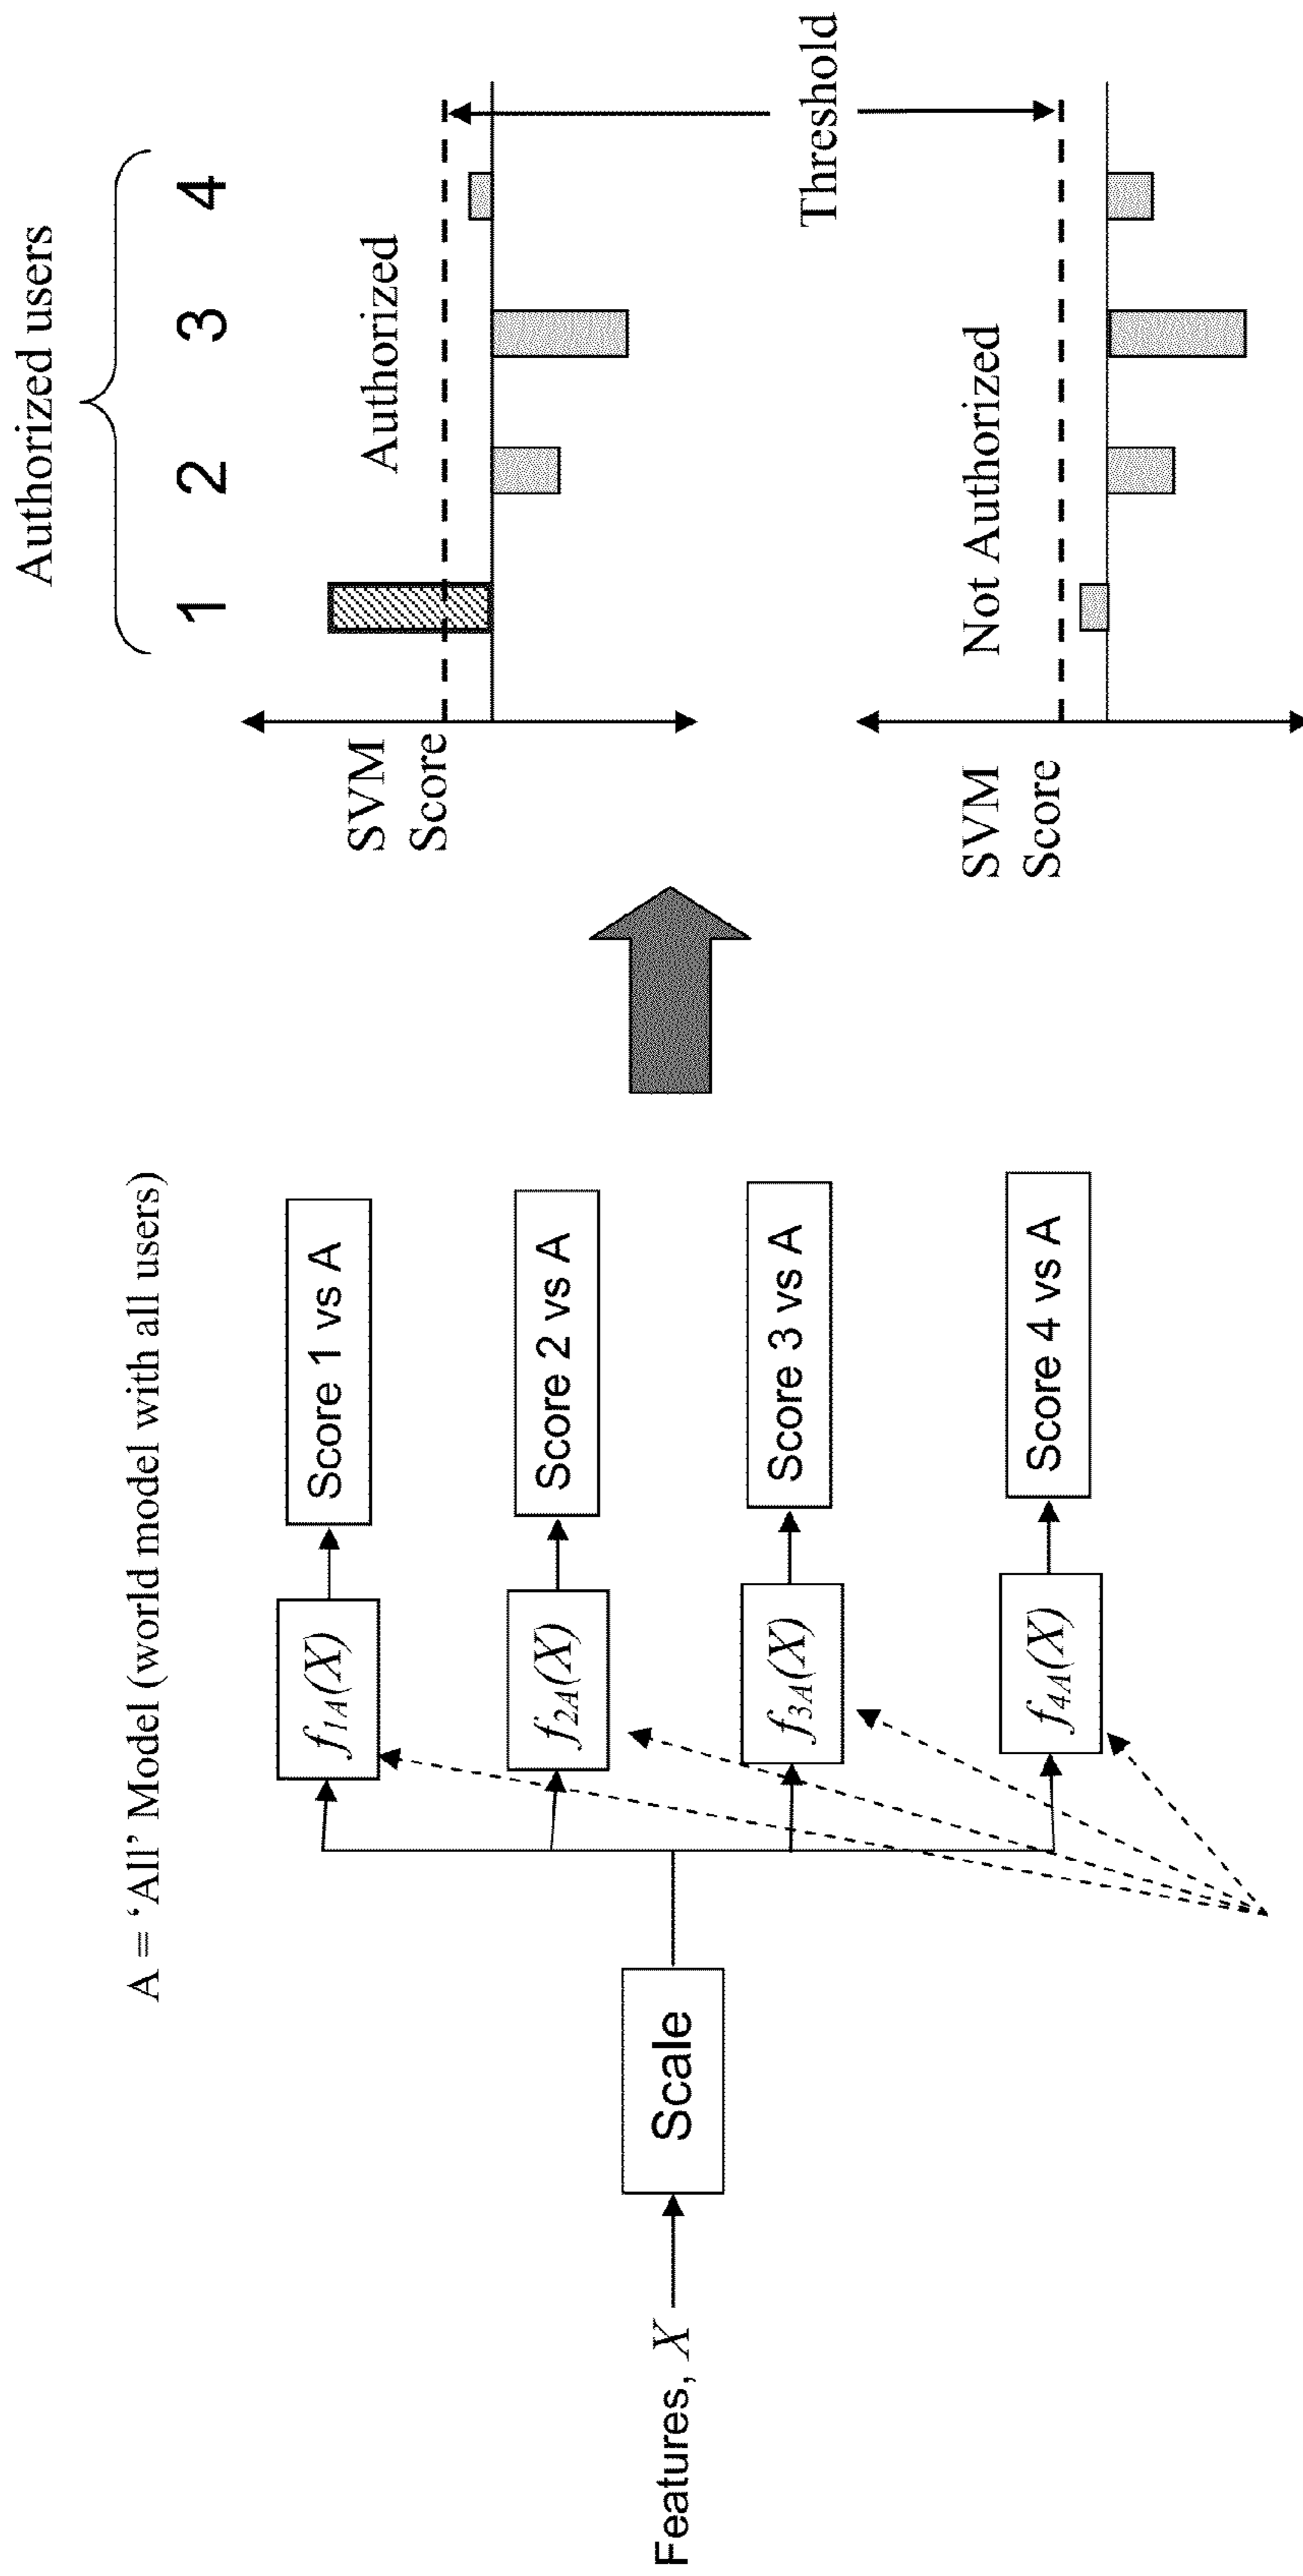 A = ‘All’ Model (world model with all users)
Features, X
Scale
f1A(X)
Score 1 vs A
f2A(X)
Score 2 vs A
f3A(X)
Score 3 vs A
f4A(X)
Score 4 vs A
Authorized users
1 2 3 4
SVM
Score
Authorized
Threshold
SVM
Score
Not Authorized